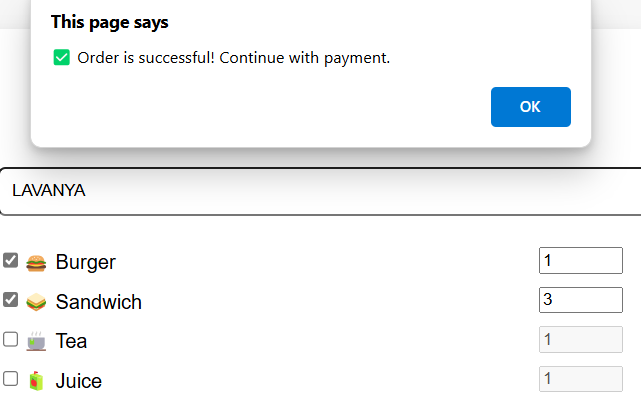 This page says
✅ Order is successful! Continue with payment.
OK
LAVANYA
🍔 Burger 1
🥪 Sandwich 3
🍵 Tea 1
🧃 Juice 1